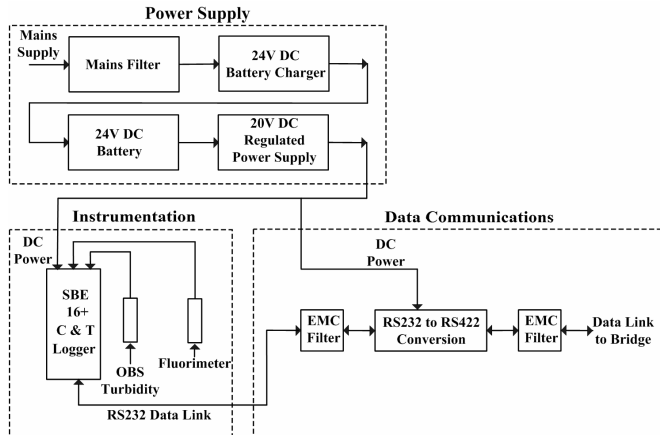 Power Supply
Mains
Supply
Mains Filter
24V DC
Battery Charger
24V DC
Battery
20V DC
Regulated
Power Supply
Instrumentation
DC
Power
SBE
16+
C & T
Logger
OBS
Turbidity
Fluorimeter
RS232 Data Link
Data Communications
DC
Power
EMC
Filter
RS232 to RS422
Conversion
EMC
Filter
Data Link
to Bridge